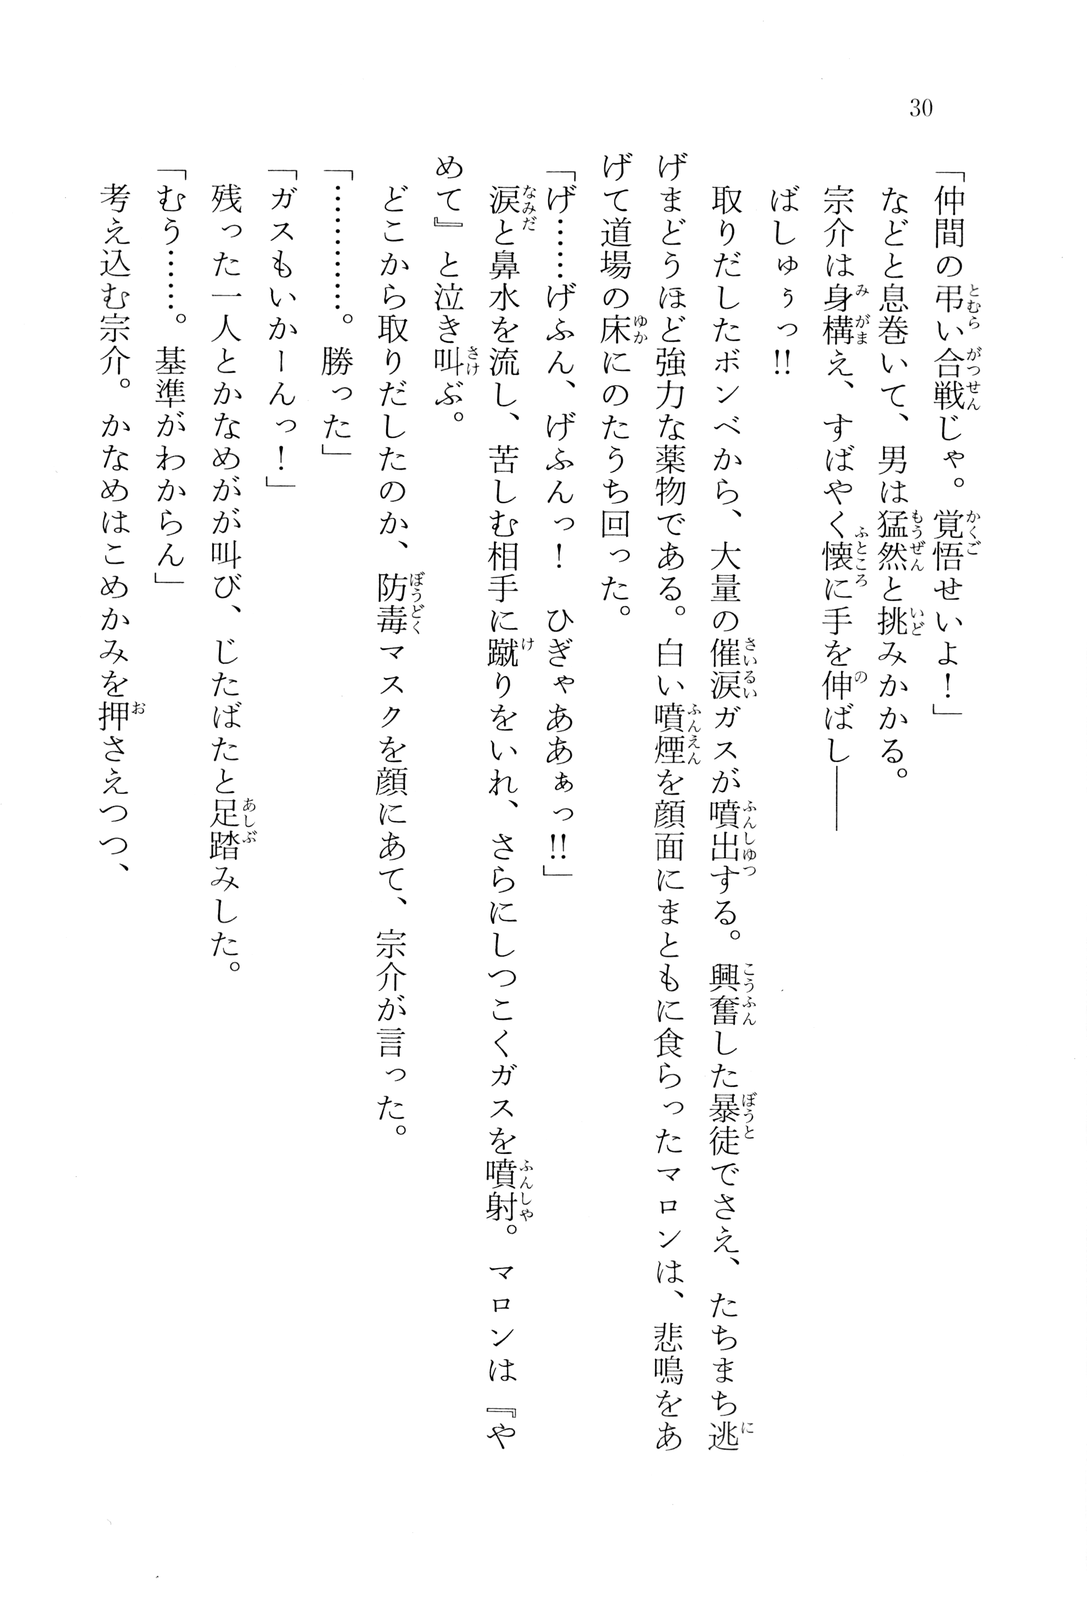 30
「仲間の弔い合戦じゃ。覚悟せいよ！」
などと息巻いて、男は猛然と挑みかかる。
宗介は身構え、すばやく懐に手を伸ばし――
ばしゅぅっ!!
取りだしたボンベから、大量の催涙ガスが噴出する。興奮した暴徒でさえ、たちまち逃
げまどうほど強力な薬物である。白い噴煙を顔面にまともに食らったマロンは、悲鳴をあ
げて道場の床にのたうち回った。
「げ……げふん、げふんっ！　ひぎゃああぁっ!!」
涙と鼻水を流し、苦しむ相手に蹴りをいれ、さらにしつこくガスを噴射。マロンは『や
めて』と泣き叫ぶ。
どこから取りだしたのか、防毒マスクを顔にあて、宗介が言った。
「…………。勝った」
「ガスもいかーんっ！」
残った一人とかなめがが叫び、じたばたと足踏みした。
「むう……。基準がわからん」
考え込む宗介。かなめはこめかみを押さえつつ、